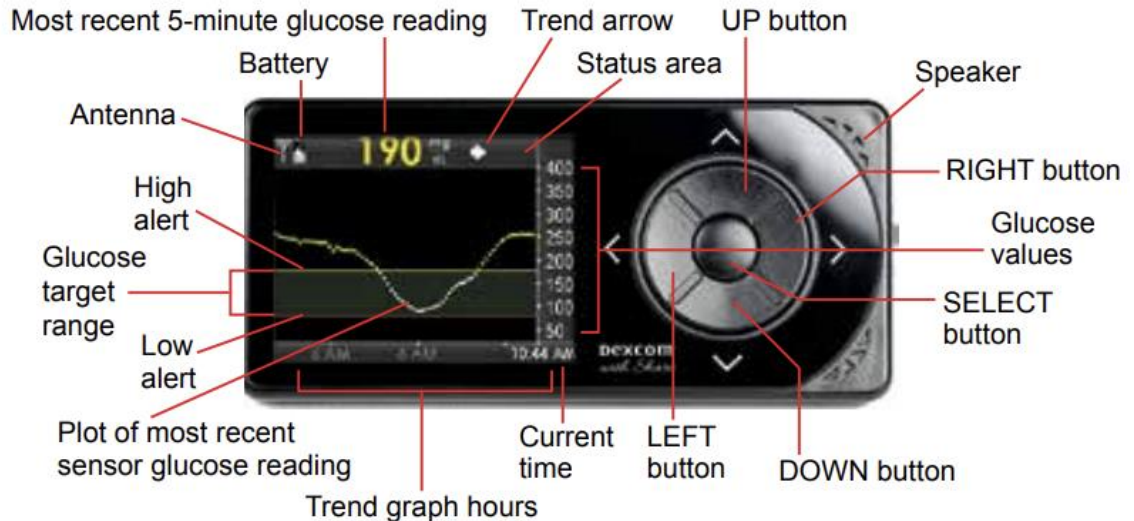 Most recent 5-minute glucose reading
Trend arrow
UP button
Battery
Status area
Speaker
Antenna
190
RIGHT button
High
alert
400
350
300
250
200
150
100
50
Glucose
values
Glucose
target
range
SELECT
button
Low
alert
10:44 AM
DEXCOM
with Share
Plot of most recent
sensor glucose reading
Current
time
LEFT
button
DOWN button
Trend graph hours